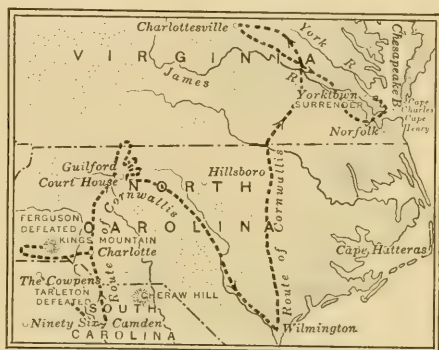 Charlottesville
VIRGINIA
York R.
Chesapeake B.
James R.
Yorktown
SURRENDER
Cape
Charles
Cape
Henry
Norfolk
Guilford
Court House
Hillsboro
NORTH
CAROLINA
Route of Cornwallis
Route Cornwallis
FERGUSON
DEFEATED
KINGS MOUNTAIN
Charlotte
Cape Hatteras
The Cowpens
TARLETON
DEFEATED
CHERAW HILL
SOUTH
Ninety Six Camden
CAROLINA
Wilmington